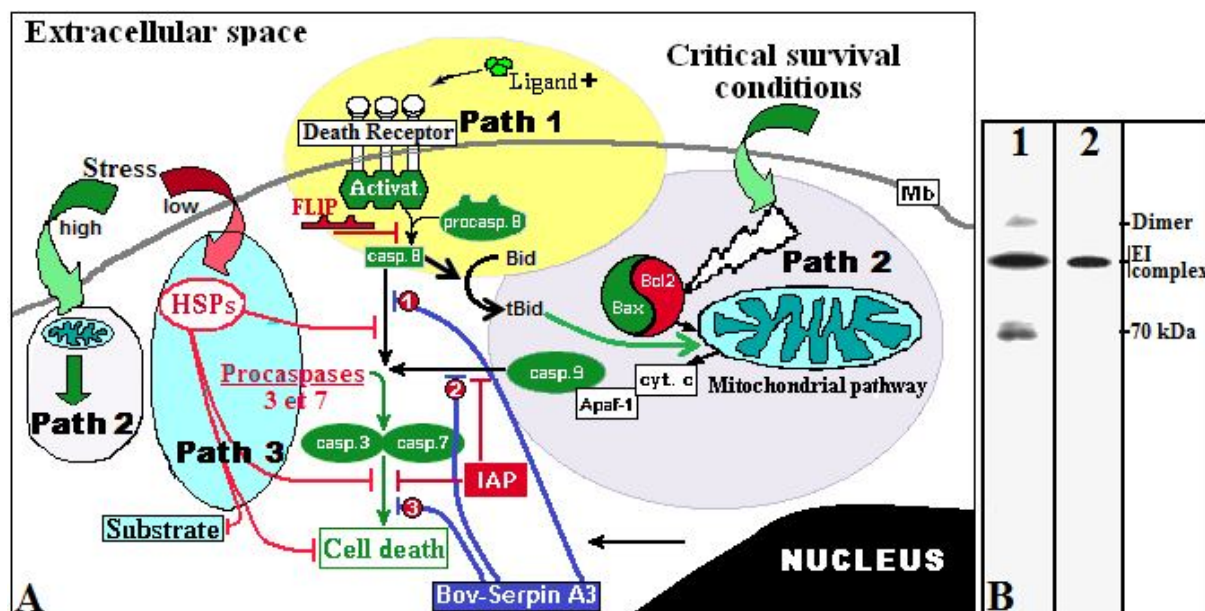 Extracellular space
Critical survival
conditions
Ligand+
Path 1
Death Receptor
Activat.
Stress
high
low
FLIP
procasp.8
casp. 8
Mb
Bid
tBid
Path 2
Bcl2
Bax
HSPs
1
Procaspases
3 et 7
casp.9
cyt. c
Apaf-1
Mitochondrial pathway
2
Path 2
Path 3
casp.3
casp.7
IAP
3
Substrate
Cell death
NUCLEUS
Bov-Serpin A3
A
1
2
Dimer
EI
complex
70 kDa
B